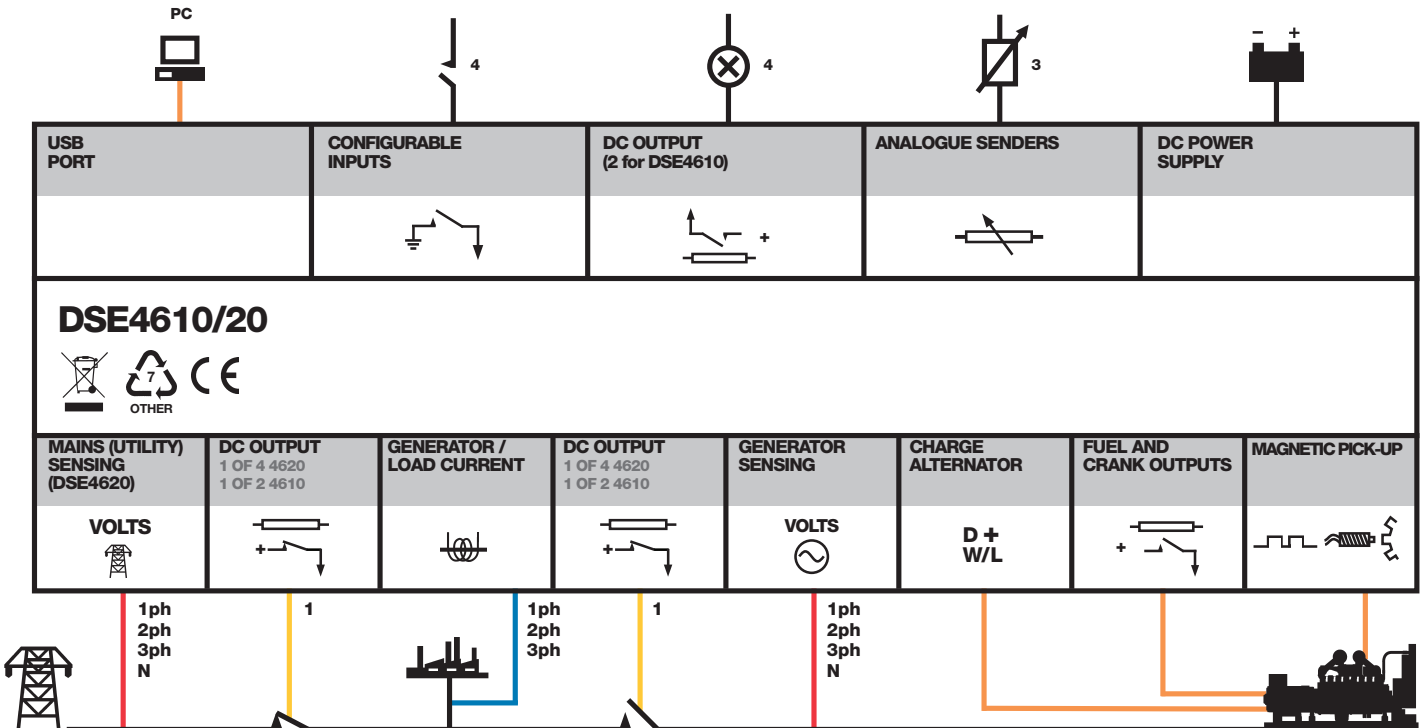 PC
4
4
3
− +
USB
PORT
CONFIGURABLE
INPUTS
DC OUTPUT
(2 for DSE4610)
ANALOGUE SENDERS
DC POWER
SUPPLY
+
DSE4610/20
7
OTHER
CE
MAINS (UTILITY)
SENSING
(DSE4620)
VOLTS
DC OUTPUT
1 OF 4 4620
1 OF 2 4610
+
GENERATOR /
LOAD CURRENT
DC OUTPUT
1 OF 4 4620
1 OF 2 4610
+
GENERATOR
SENSING
VOLTS
CHARGE
ALTERNATOR
D +
W/L
FUEL AND
CRANK OUTPUTS
+
MAGNETIC PICK-UP
1ph
2ph
3ph
N
1
1ph
2ph
3ph
1
1ph
2ph
3ph
N